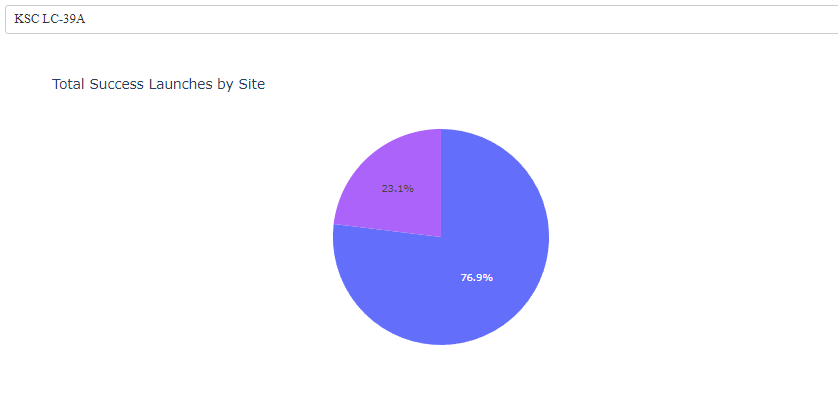 KSC LC-39A
Total Success Launches by Site
23.1%
76.9%